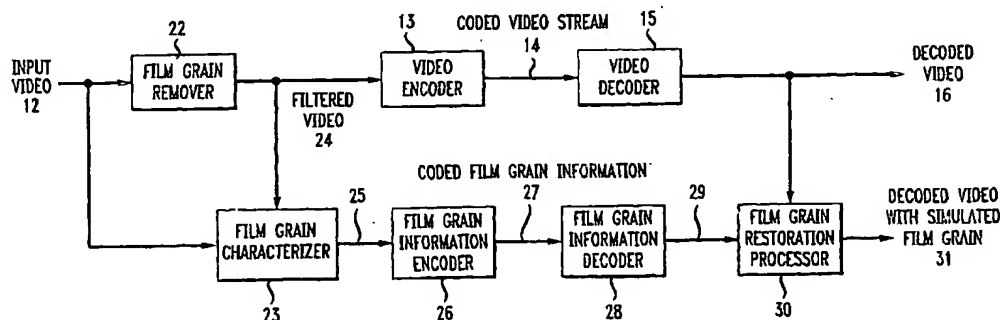 INPUT
VIDEO
12
22
FILM GRAIN
REMOVER
FILTERED
VIDEO
24
13
VIDEO
ENCODER
CODED VIDEO STREAM
14
15
VIDEO
DECODER
DECODED
VIDEO
16
CODED FILM GRAIN INFORMATION
FILM GRAIN
CHARACTERIZER
23
25
FILM GRAIN
INFORMATION
ENCODER
26
27
FILM GRAIN
INFORMATION
DECODER
28
29
FILM GRAIN
RESTORATION
PROCESSOR
30
DECODED VIDEO
WITH SIMULATED
FILM GRAIN
31